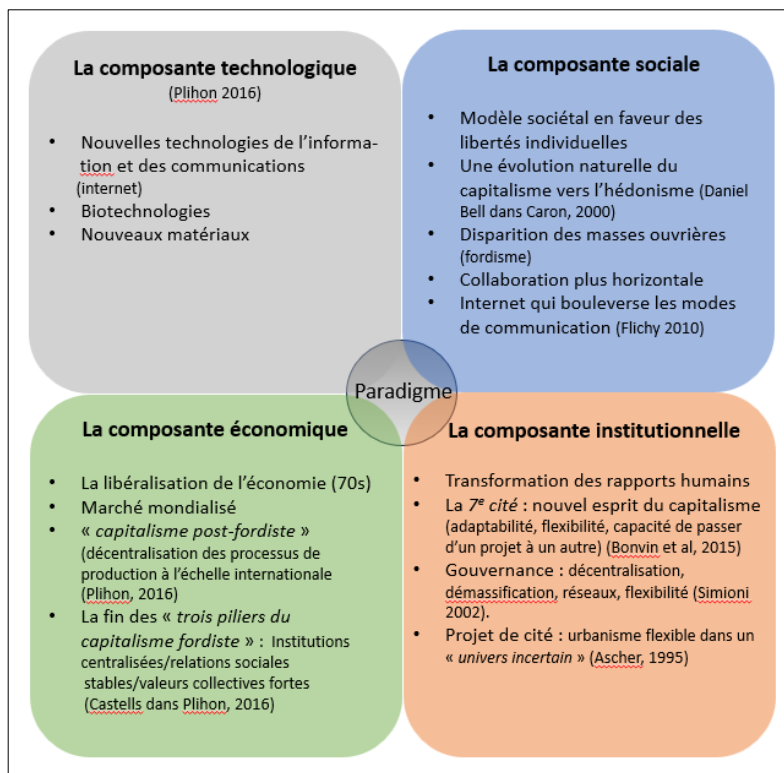 La composante technologique
(Plihon 2016)
• Nouvelles technologies de l'informa-
tion et des communications
(internet)
• Biotechnologies
• Nouveaux matériaux
La composante sociale
• Modèle sociétal en faveur des
libertés individuelles
• Une évolution naturelle du
capitalisme vers l'hédonisme (Daniel
Bell dans Caron, 2000)
• Disparition des masses ouvrières
(fordisme)
• Collaboration plus horizontale
• Internet qui bouleverse les modes
de communication (Flichy 2010)
Paradigme
La composante économique
• La libéralisation de l'économie (70s)
• Marché mondialisé
• « capitalisme post-fordiste »
(décentralisation des processus de
production à l'échelle internationale
(Plihon, 2016)
• La fin des « trois piliers du
capitalisme fordiste » : Institutions
centralisées/relations sociales
stables/valeurs collectives fortes
(Castells dans Plihon, 2016)
La composante institutionnelle
• Transformation des rapports humains
• La 7e cité : nouvel esprit du capitalisme
(adaptabilité, flexibilité, capacité de passer
d'un projet à un autre) (Bonvin et al, 2015)
• Gouvernance : décentralisation,
démassification, réseaux, flexibilité (Simioni
2002).
• Projet de cité : urbanisme flexible dans un
« univers incertain » (Ascher, 1995)